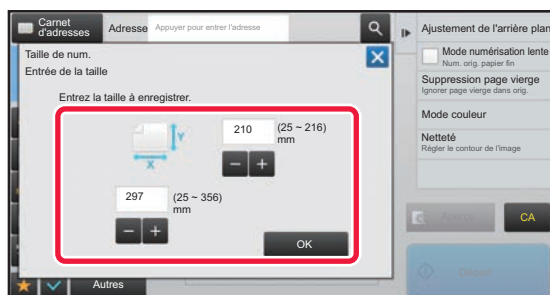 Carnet d'adresses
Adresse
Appuyer pour entrer l'adresse
Taille de num.
Entrée de la taille
Entrez la taille à enregistrer.
Y
X
210
(25 ~ 216)
mm
297
(25 ~ 356)
mm
OK
Autres
Ajustement de l'arrière plan
Mode numérisation lente
Num. orig. papier fin
Suppression page vierge
Ignorer page vierge dans orig.
Mode couleur
Netteté
Régler le contour de l'image
Aperçu
CA
Départ